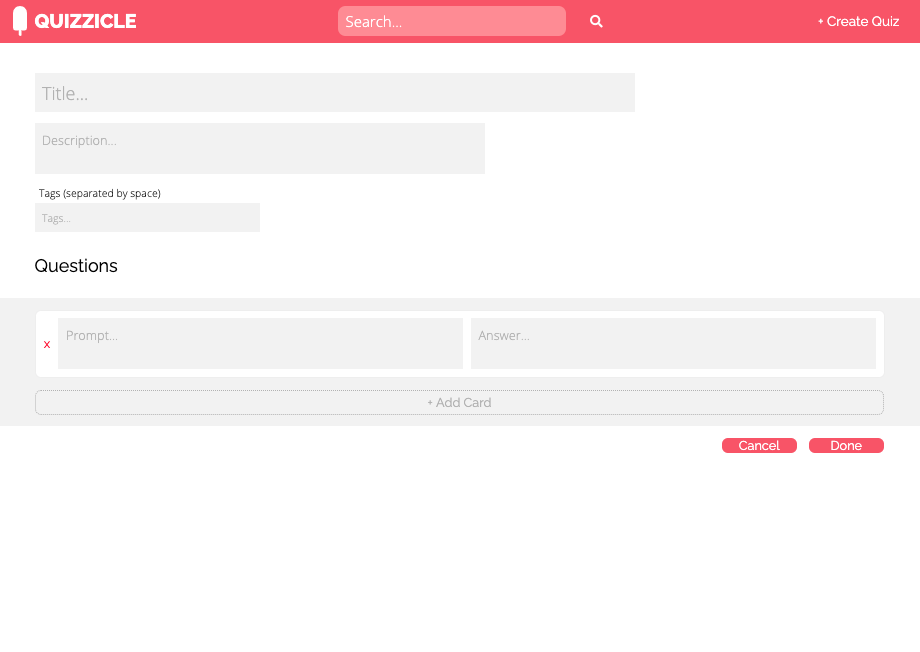 QUIZZICLE Search... + Create Quiz
Title...
Description...
Tags (separated by space)
Tags...
Questions
x Prompt... Answer...
+ Add Card
Cancel Done